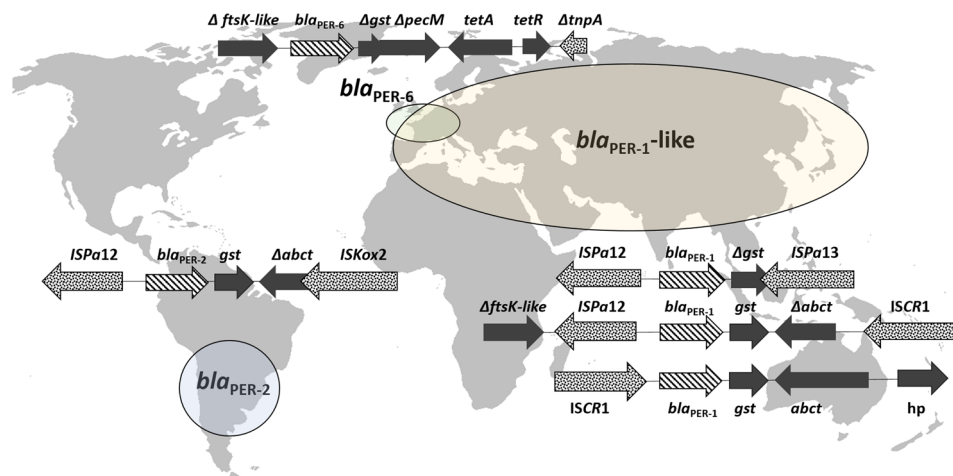 Δ ftsK-like blaPER-6 Δgst ΔpecM tetA tetR ΔtnpA
blaPER-6
blaPER-1-like
ISPa12 blaPER-2 gst Δabct ISKox2
ISPa12 blaPER-1 Δgst ISPa13
ΔftsK-like ISPa12 blaPER-1 gst Δabct ISCR1
blaPER-2
ISCR1 blaPER-1 gst abct hp